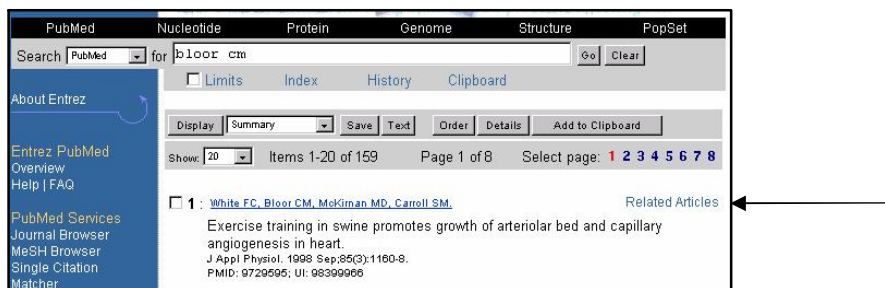 PubMed Nucleotide Protein Genome Structure PopSet
Search PubMed for bloor cm Go Clear
Limits Index History Clipboard
About Entrez
Display Summary Save Text Order Details Add to Clipboard
Entrez PubMed
Show: 20 Items 1-20 of 159 Page 1 of 8 Select page: 1 2 3 4 5 6 7 8
Overview
Help | FAQ
1 : White FC, Bloor CM, McKirnan MD, Carroll SM. Related Articles
PubMed Services
Exercise training in swine promotes growth of arteriolar bed and capillary
Journal Browser
angiogenesis in heart.
MeSH Browser
J Appl Physiol. 1998 Sep;85(3):1160-8.
Single Citation
PMID: 9729595; UI: 98399966
Matcher